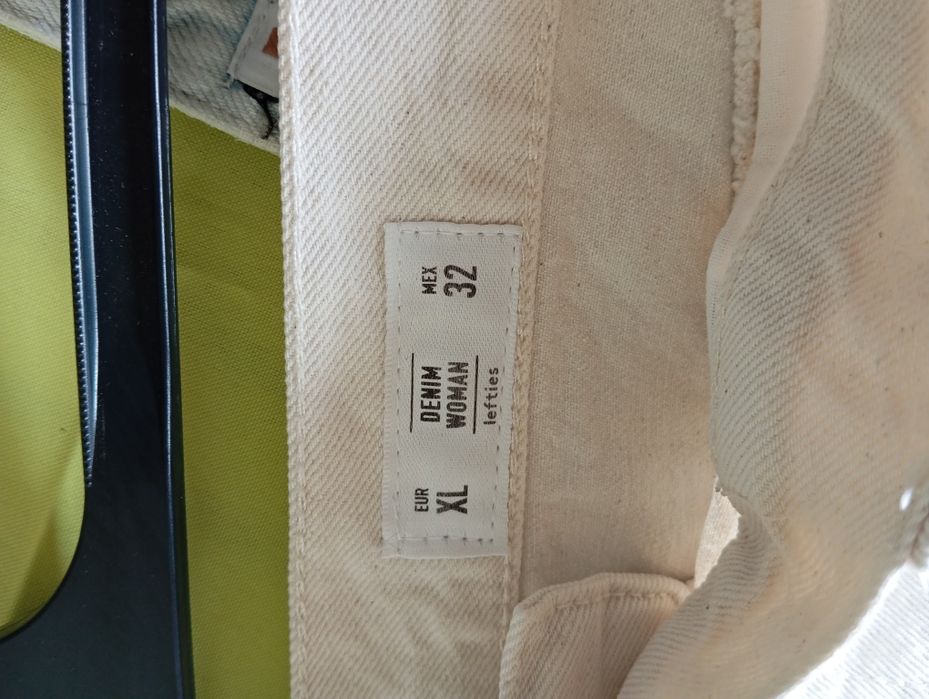 EUR
XL
DENIM
WOMAN
lefties
MEX
32